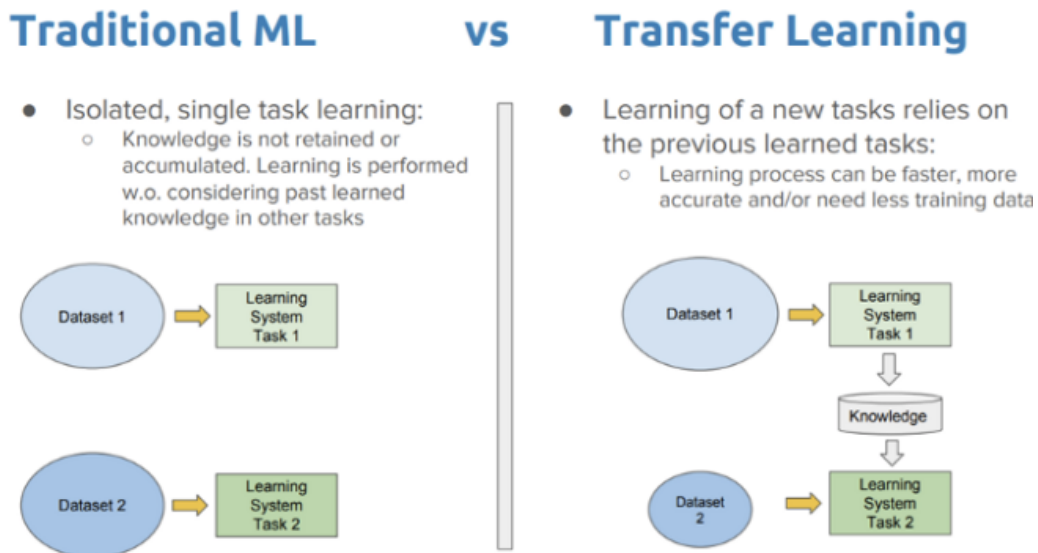 Traditional ML vs Transfer Learning
● Isolated, single task learning:
○ Knowledge is not retained or
accumulated. Learning is performed
w.o. considering past learned
knowledge in other tasks
Dataset 1
Learning
System
Task 1
Dataset 2
Learning
System
Task 2
● Learning of a new tasks relies on
the previous learned tasks:
○ Learning process can be faster, more
accurate and/or need less training data
Dataset 1
Learning
System
Task 1
Knowledge
Dataset
2
Learning
System
Task 2